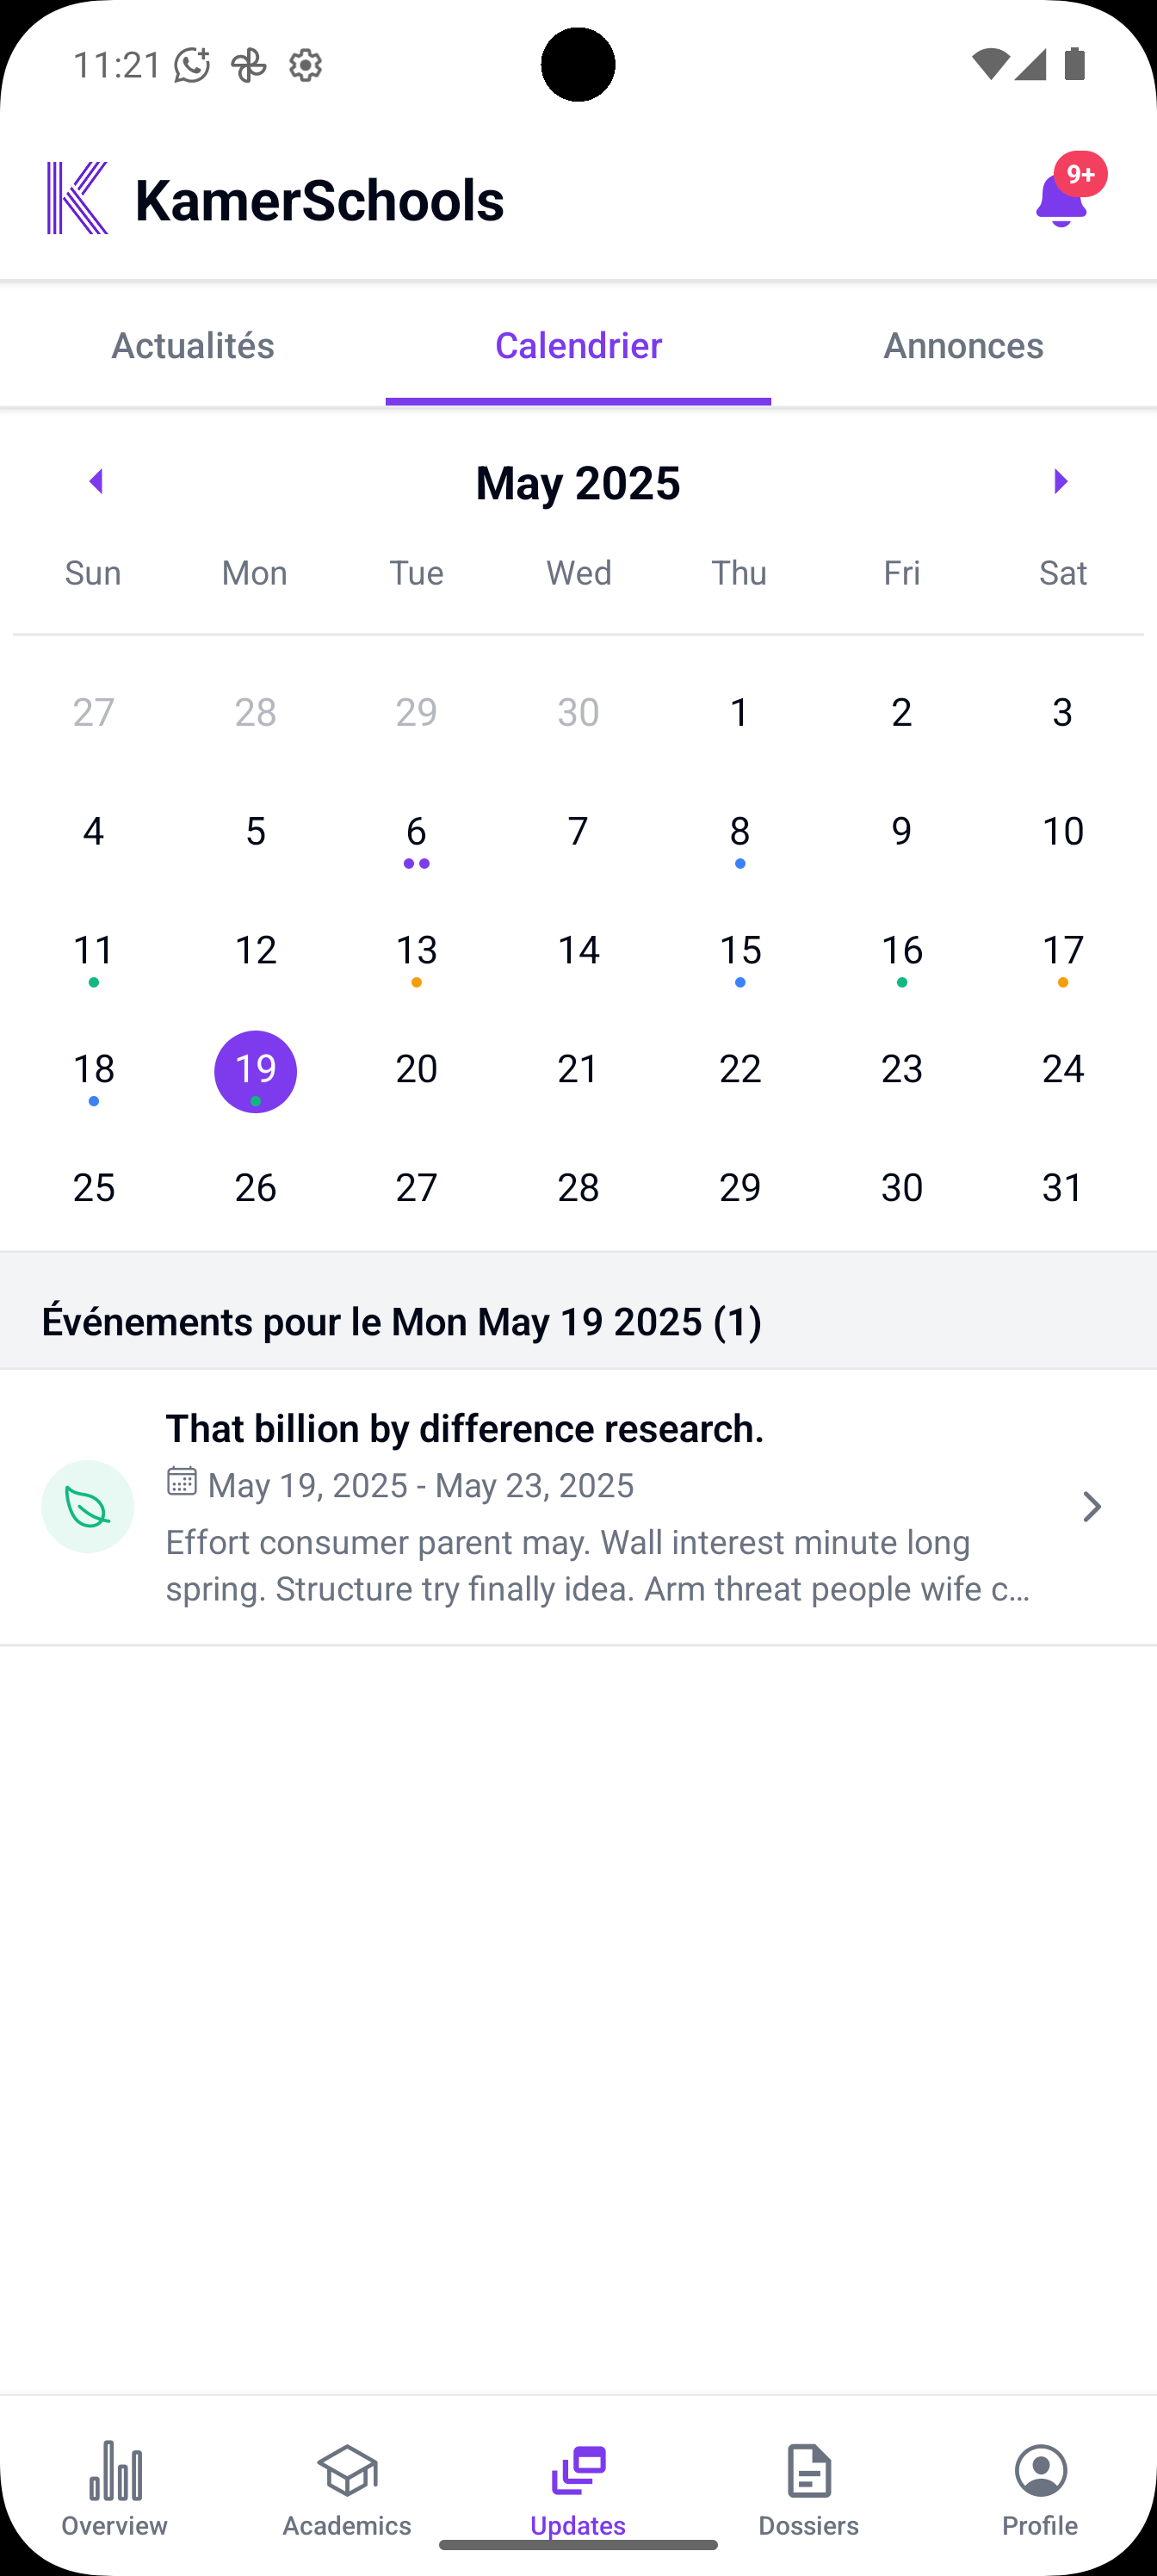 11:21
KamerSchools
9+
Actualités Calendrier Annonces
May 2025
Sun Mon Tue Wed Thu Fri Sat
27 28 29 30 1 2 3
4 5 6 7 8 9 10
11 12 13 14 15 16 17
18 19 20 21 22 23 24
25 26 27 28 29 30 31
Événements pour le Mon May 19 2025 (1)
That billion by difference research.
May 19, 2025 - May 23, 2025
Effort consumer parent may. Wall interest minute long
spring. Structure try finally idea. Arm threat people wife c...
Overview Academics Updates Dossiers Profile